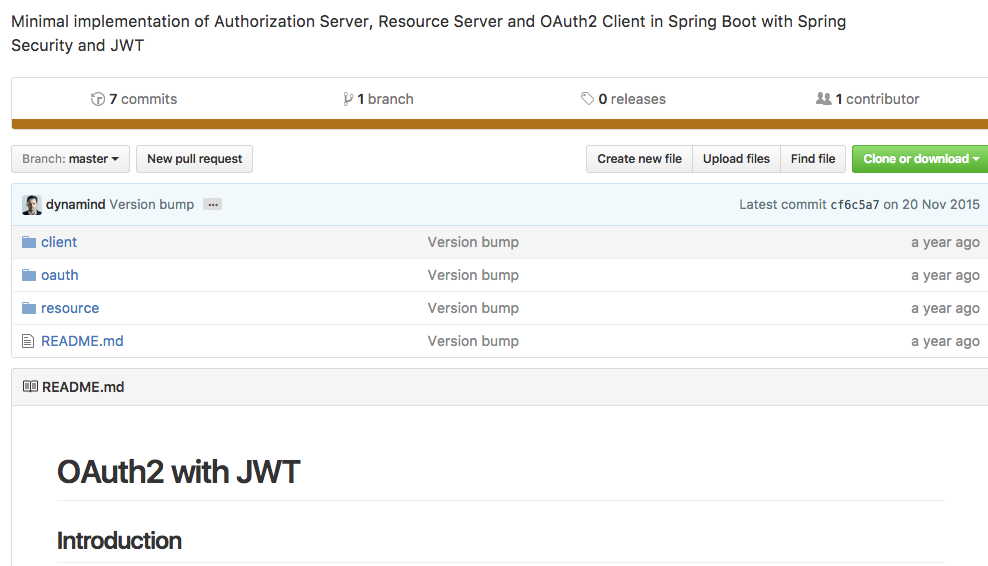 Minimal implementation of Authorization Server, Resource Server and OAuth2 Client in Spring Boot with Spring
Security and JWT
7 commits 1 branch 0 releases 1 contributor
Branch: master New pull request Create new file Upload files Find file Clone or download
dynamind Version bump ... Latest commit cf6c5a7 on 20 Nov 2015
client Version bump a year ago
oauth Version bump a year ago
resource Version bump a year ago
README.md Version bump a year ago
README.md
OAuth2 with JWT
Introduction